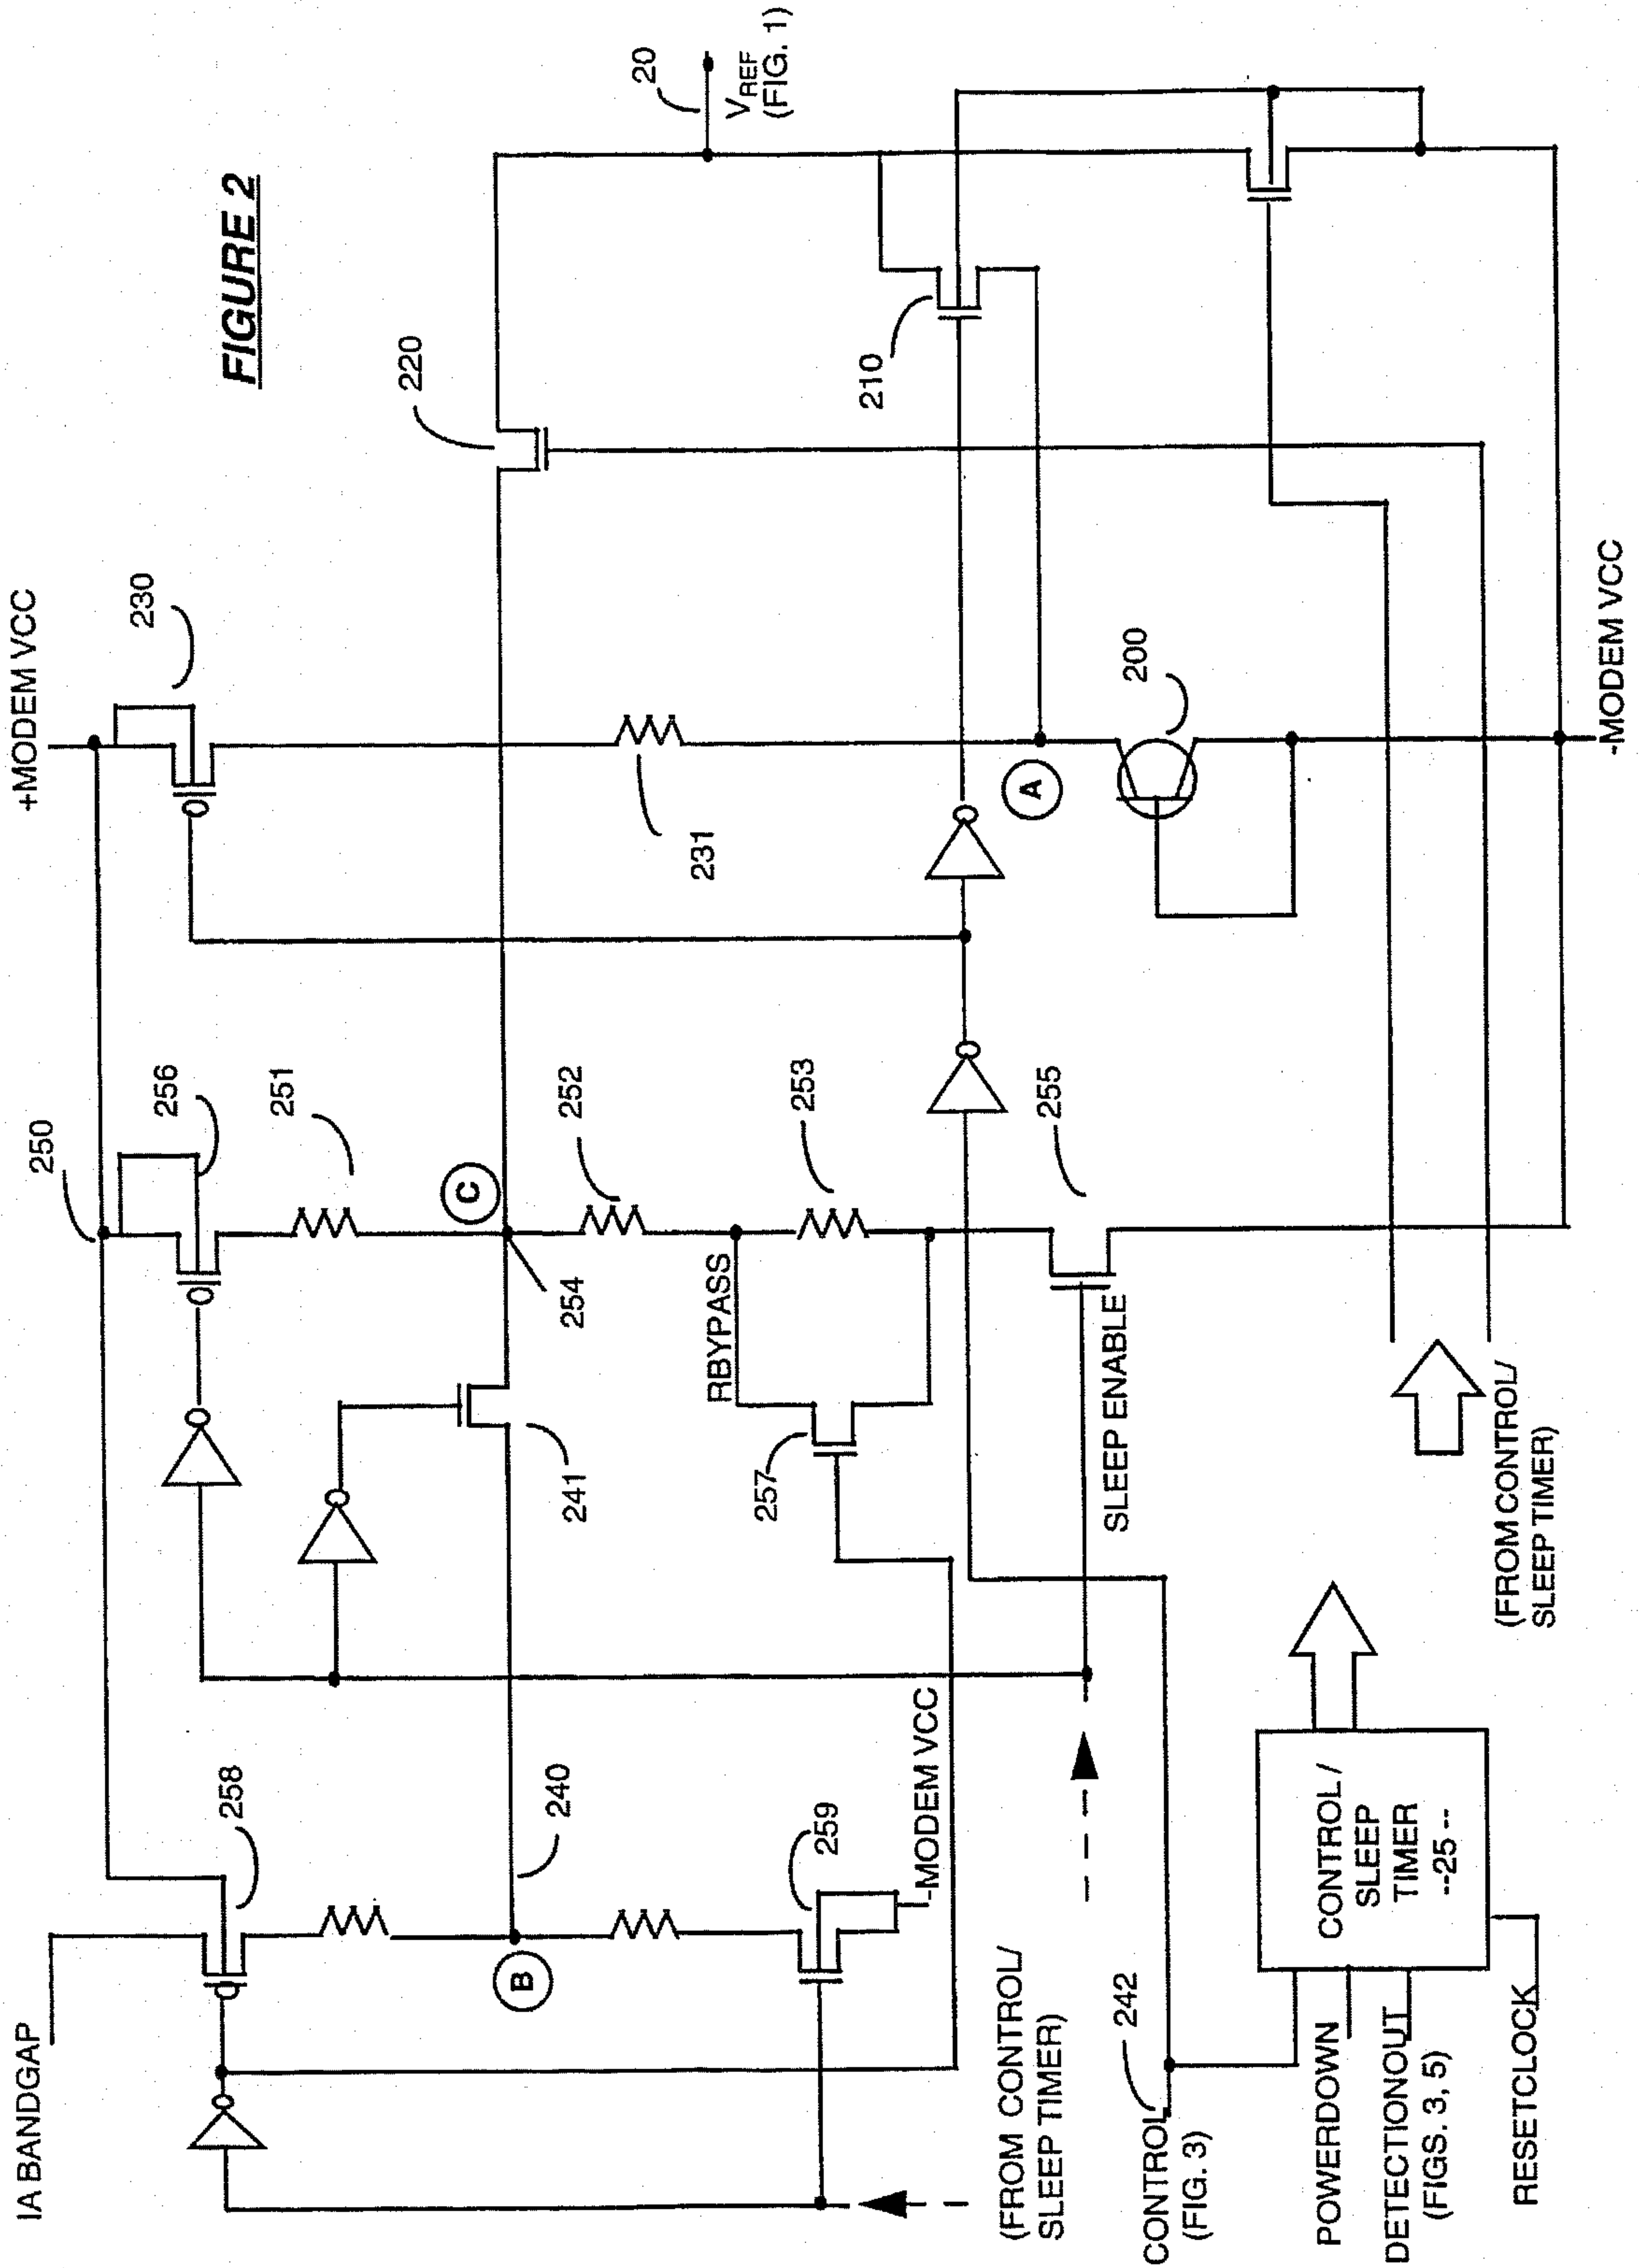 FIGURE 2
+MODEM VCC
20
V_REF
(FIG. 1)
230
220
250
256
251
231
210
C
254
252
253
A
200
255
RBYPASS
241
257
SLEEP ENABLE
-MODEM VCC
IA BANDGAP
258
240
B
259
-MODEM VCC
(FROM CONTROL/
SLEEP TIMER)
(FROM CONTROL/
SLEEP TIMER)
CONTROL
(FIG. 3)
242
CONTROL /
SLEEP
TIMER
--25 --
POWERDOWN
DETECTIONOUT
(FIGS. 3, 5)
RESETCLOCK